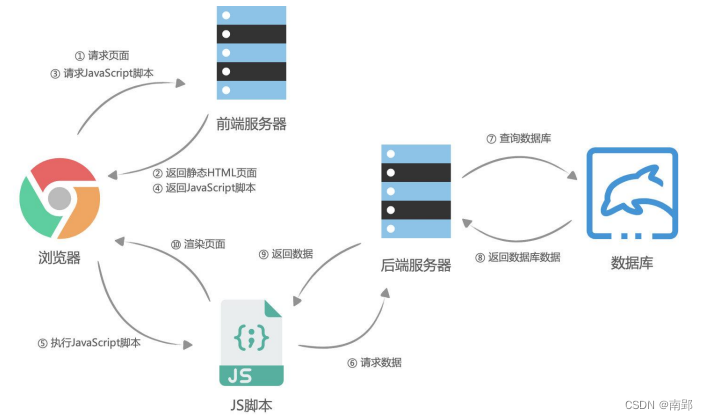 ① 请求页面
③ 请求JavaScript脚本
前端服务器
② 返回静态HTML页面
④ 返回JavaScript脚本
⑦ 查询数据库
浏览器
⑩ 渲染页面
⑨ 返回数据
后端服务器
⑧ 返回数据库数据
数据库
⑤ 执行JavaScript脚本
{;}
JS
⑥ 请求数据
JS脚本
CSDN @南郢